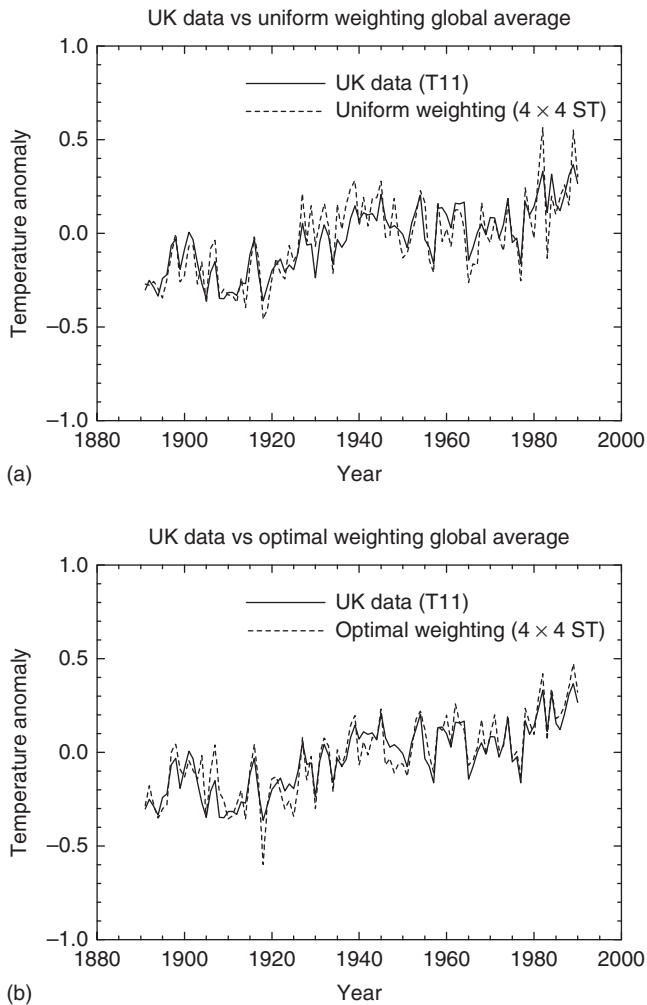 UK data vs uniform weighting global average
1.0
UK data (T11)
Uniform weighting (4 × 4 ST)
0.5
0.0
−0.5
−1.0
Temperature anomaly
1880 1900 1920 1940 1960 1980 2000
(a)
Year
UK data vs optimal weighting global average
1.0
UK data (T11)
Optimal weighting (4 × 4 ST)
0.5
0.0
−0.5
−1.0
Temperature anomaly
1880 1900 1920 1940 1960 1980 2000
(b)
Year